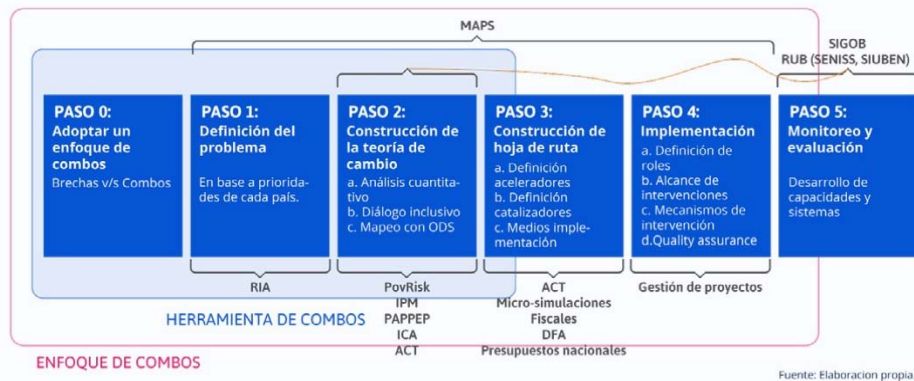 MAPS
SIGOB
RUB (SENISS, SIUBEN)
PASO 0:
Adoptar un
enfoque de
combos
Brechas v/s Combos
PASO 1:
Definición del
problema
En base a priorida-
des de cada país.
PASO 2:
Construcción de
la teoría de
cambio
a. Análisis cuantita-
tivo
b. Diálogo inclusivo
c. Mapeo con ODS
PASO 3:
Construcción de
hoja de ruta
a. Definición
aceleradores
b. Definición
catalizadores
c. Medios imple-
mentación
PASO 4:
Implementación
a. Definición de
roles
b. Alcance de
intervenciones
c. Mecanismos de
intervención
d.Quality assurance
PASO 5:
Monitoreo y
evaluación
Desarrollo de
capacidades y
sistemas
RIA
PovRisk
IPM
PAPPEP
ICA
ACT
ACT
Micro-simulaciones
Fiscales
DFA
Presupuestos nacionales
Gestión de proyectos
HERRAMIENTA DE COMBOS
ENFOQUE DE COMBOS
Fuente: Elaboracion propia.